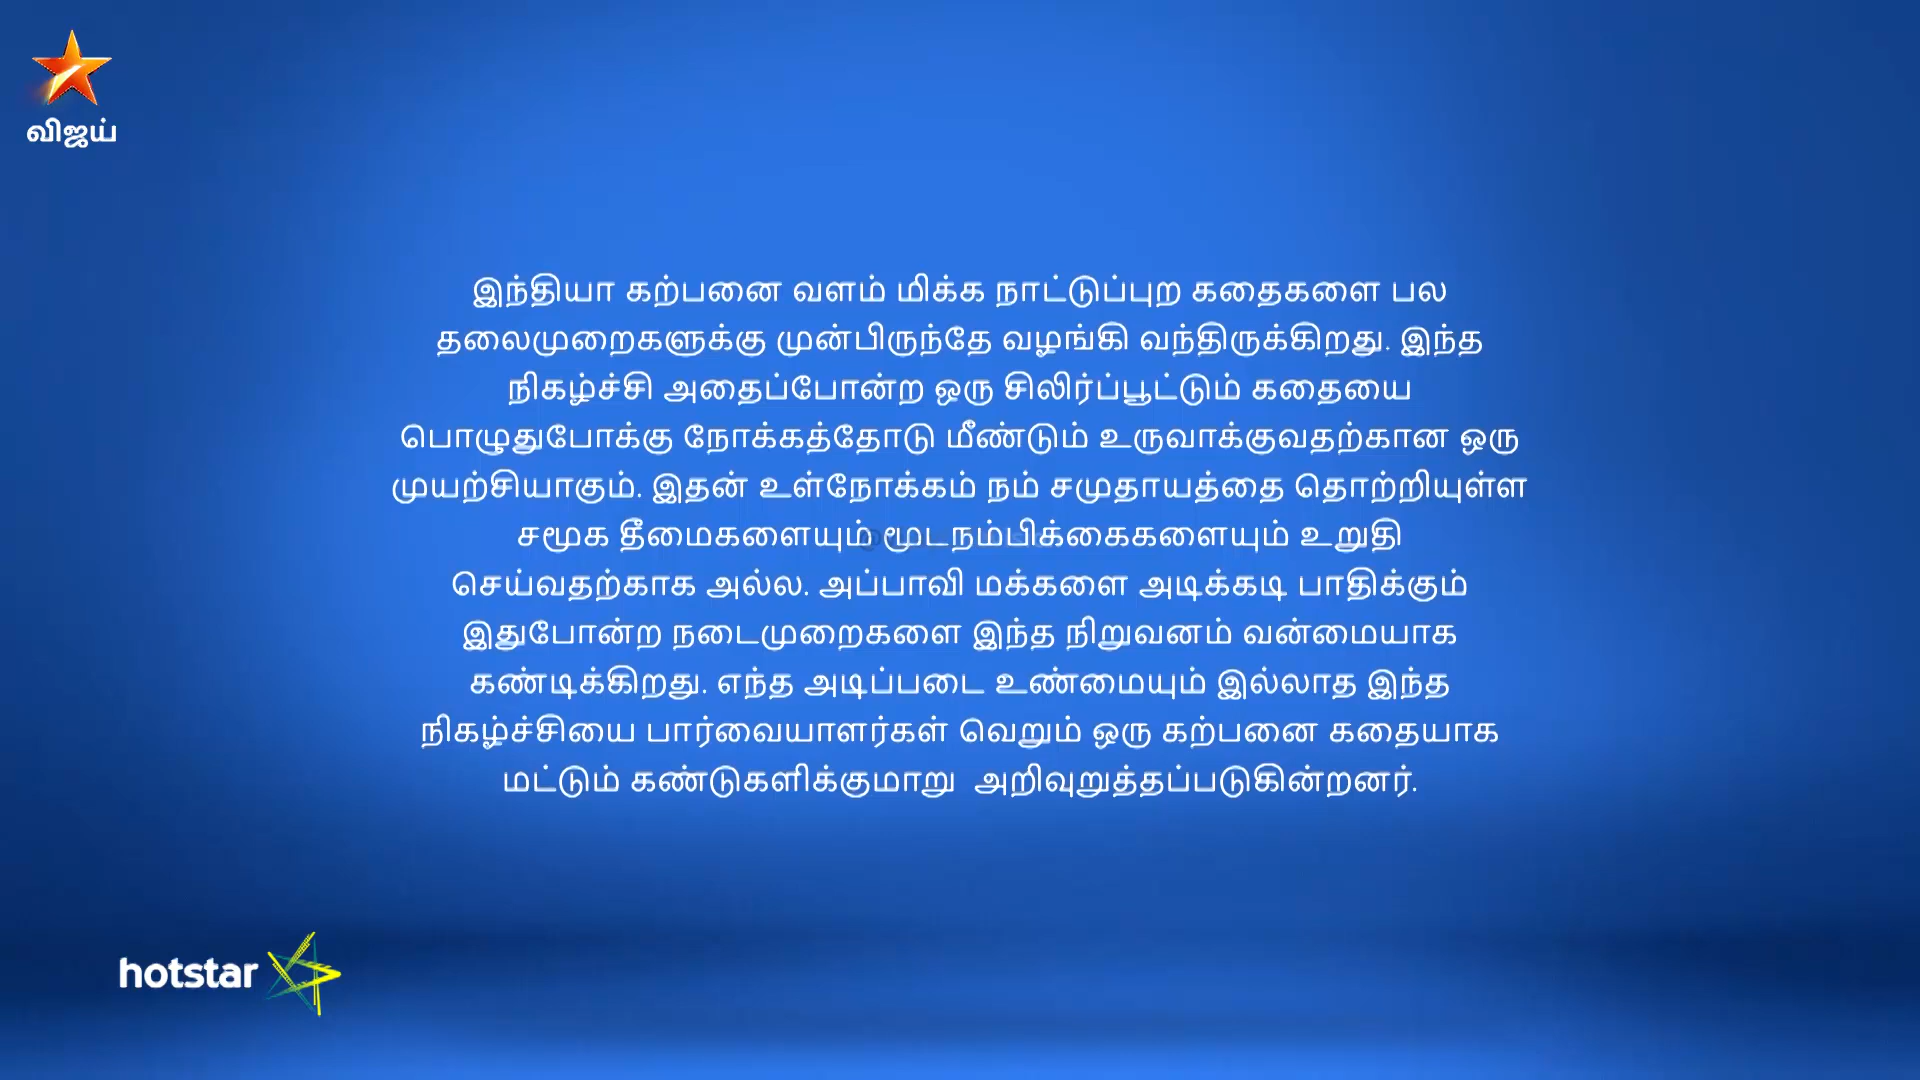 விஜய்
இந்தியா கற்பனை வளம் மிக்க நாட்டுப்புற கதைகளை பல
தலைமுறைகளுக்கு முன்பிருந்தே வழங்கி வந்திருக்கிறது. இந்த
நிகழ்ச்சி அதைப்போன்ற ஒரு சிலிர்ப்பூட்டும் கதையை
பொழுதுபோக்கு நோக்கத்தோடு மீண்டும் உருவாக்குவதற்கான ஒரு
முயற்சியாகும். இதன் உள்நோக்கம் நம் சமுதாயத்தை தொற்றியுள்ள
சமூக தீமைகளையும் மூடநம்பிக்கைகளையும் உறுதி
செய்வதற்காக அல்ல. அப்பாவி மக்களை அடிக்கடி பாதிக்கும்
இதுபோன்ற நடைமுறைகளை இந்த நிறுவனம் வன்மையாக
கண்டிக்கிறது. எந்த அடிப்படை உண்மையும் இல்லாத இந்த
நிகழ்ச்சியை பார்வையாளர்கள் வெறும் ஒரு கற்பனை கதையாக
மட்டும் கண்டுகளிக்குமாறு அறிவுறுத்தப்படுகின்றனர்.
hotstar